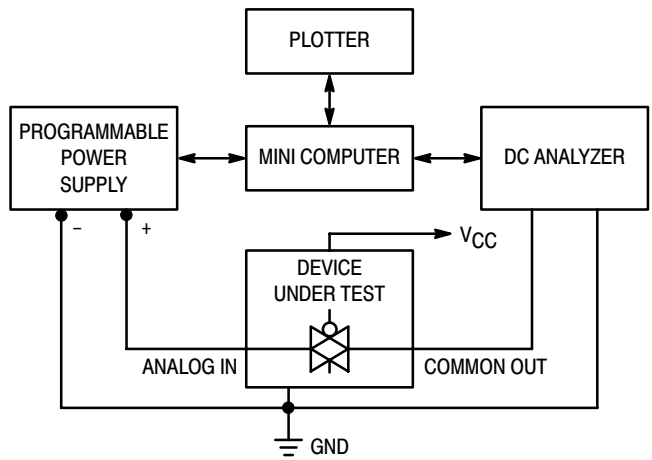 PLOTTER
PROGRAMMABLE
POWER
SUPPLY
MINI COMPUTER
DC ANALYZER
− +
VCC
DEVICE
UNDER TEST
ANALOG IN
COMMON OUT
GND